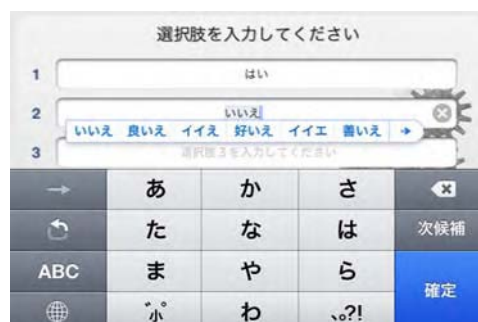 選択肢を入力してください
1 はい
2 いいえ
いいえ 良いえ イイえ 好いえ イイエ 善いえ →
3 選択肢3を入力してください
→ あ か さ
た な は 次候補
ABC ま や ら 確定
小 わ 、。?!